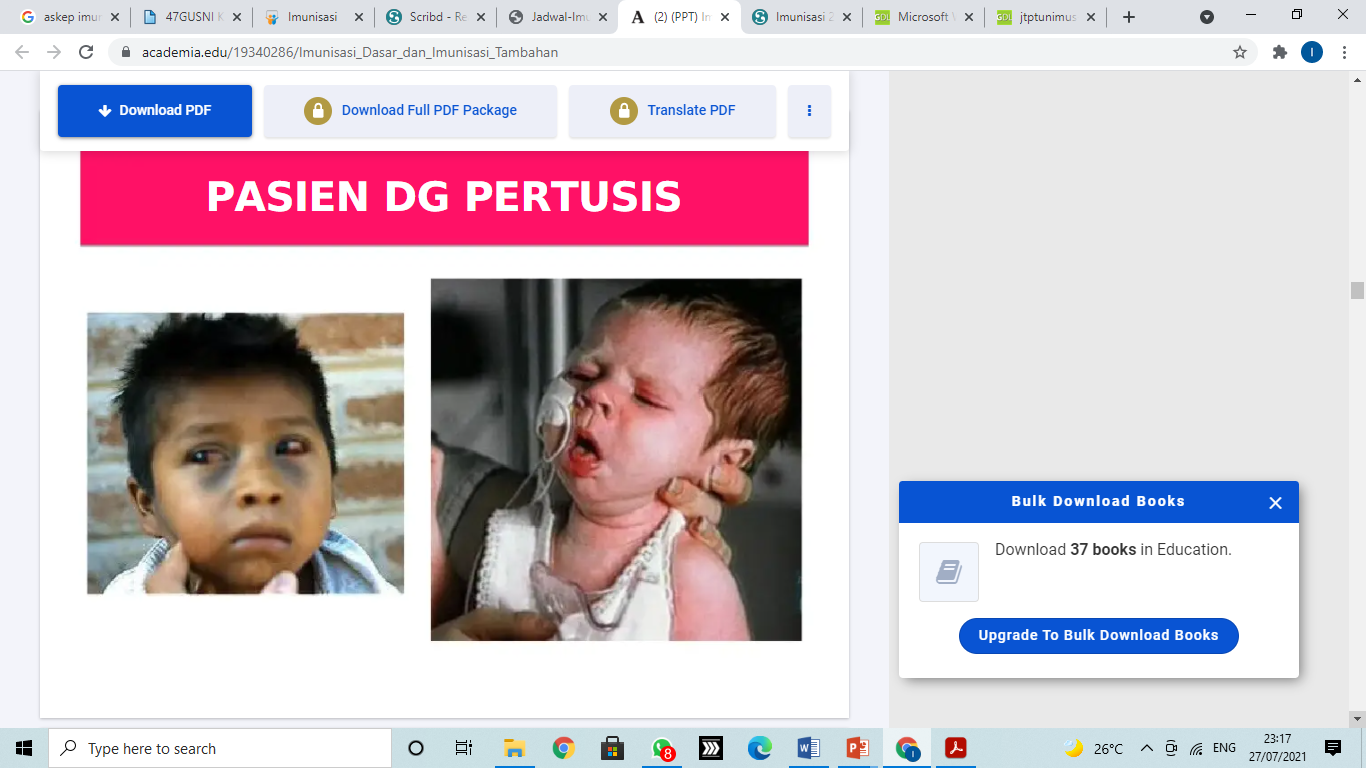 askep imur
47GUSNI K
Imunisasi
Scribd - Re
Jadwal-Imu
(2) (PPT) Im
Imunisasi 2
Microsoft W
jtptunimus
academia.edu/19340286/Imunisasi_Dasar_dan_Imunisasi_Tambahan
I
Download PDF
Download Full PDF Package
Translate PDF
PASIEN DG PERTUSIS
Bulk Download Books
Download 37 books in Education.
Upgrade To Bulk Download Books
Type here to search
8
26°C
ENG
23:17
27/07/2021